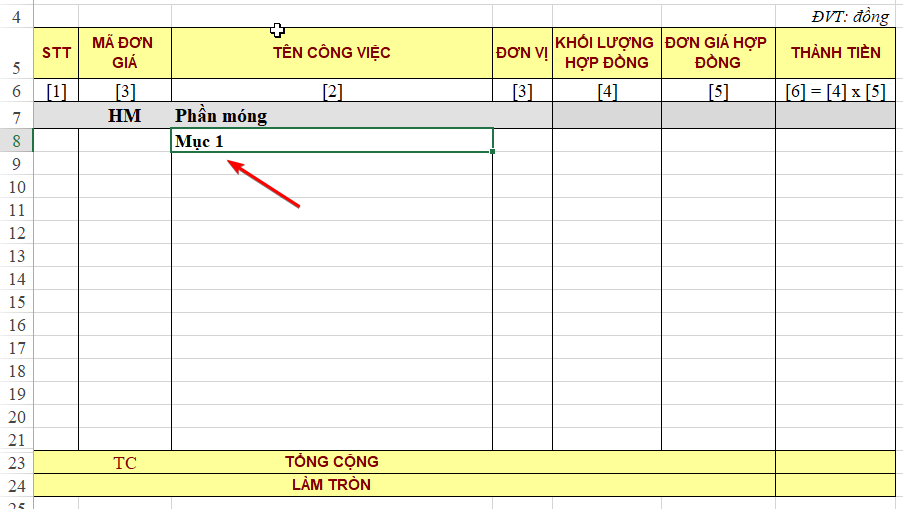 4 ĐVT: đồng
5 STT MÃ ĐƠN GIÁ TÊN CÔNG VIỆC ĐƠN VỊ KHỐI LƯỢNG HỢP ĐỒNG ĐƠN GIÁ HỢP ĐỒNG THÀNH TIỀN
6 [1] [3] [2] [3] [4] [5] [6] = [4] x [5]
7 HM Phần móng
8 Mục 1
9
10
11
12
13
14
15
16
17
18
19
20
21
23 TC TỔNG CỘNG
24 LÀM TRÒN
25